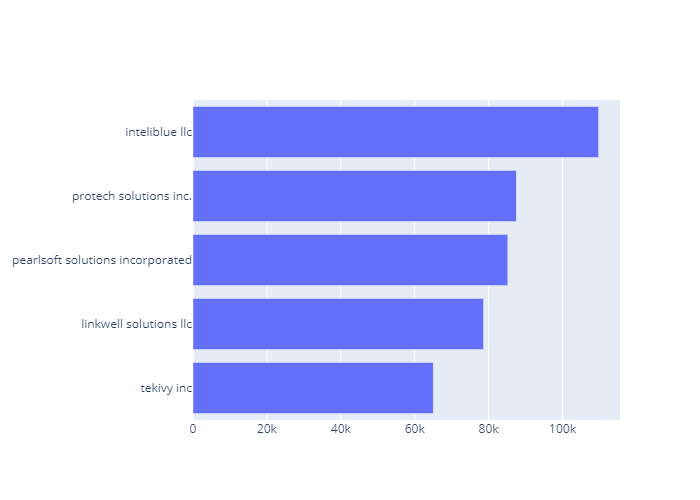 inteliblue llc
protech solutions inc.
pearlsoft solutions incorporated
linkwell solutions llc
tekivy inc
0 20k 40k 60k 80k 100k